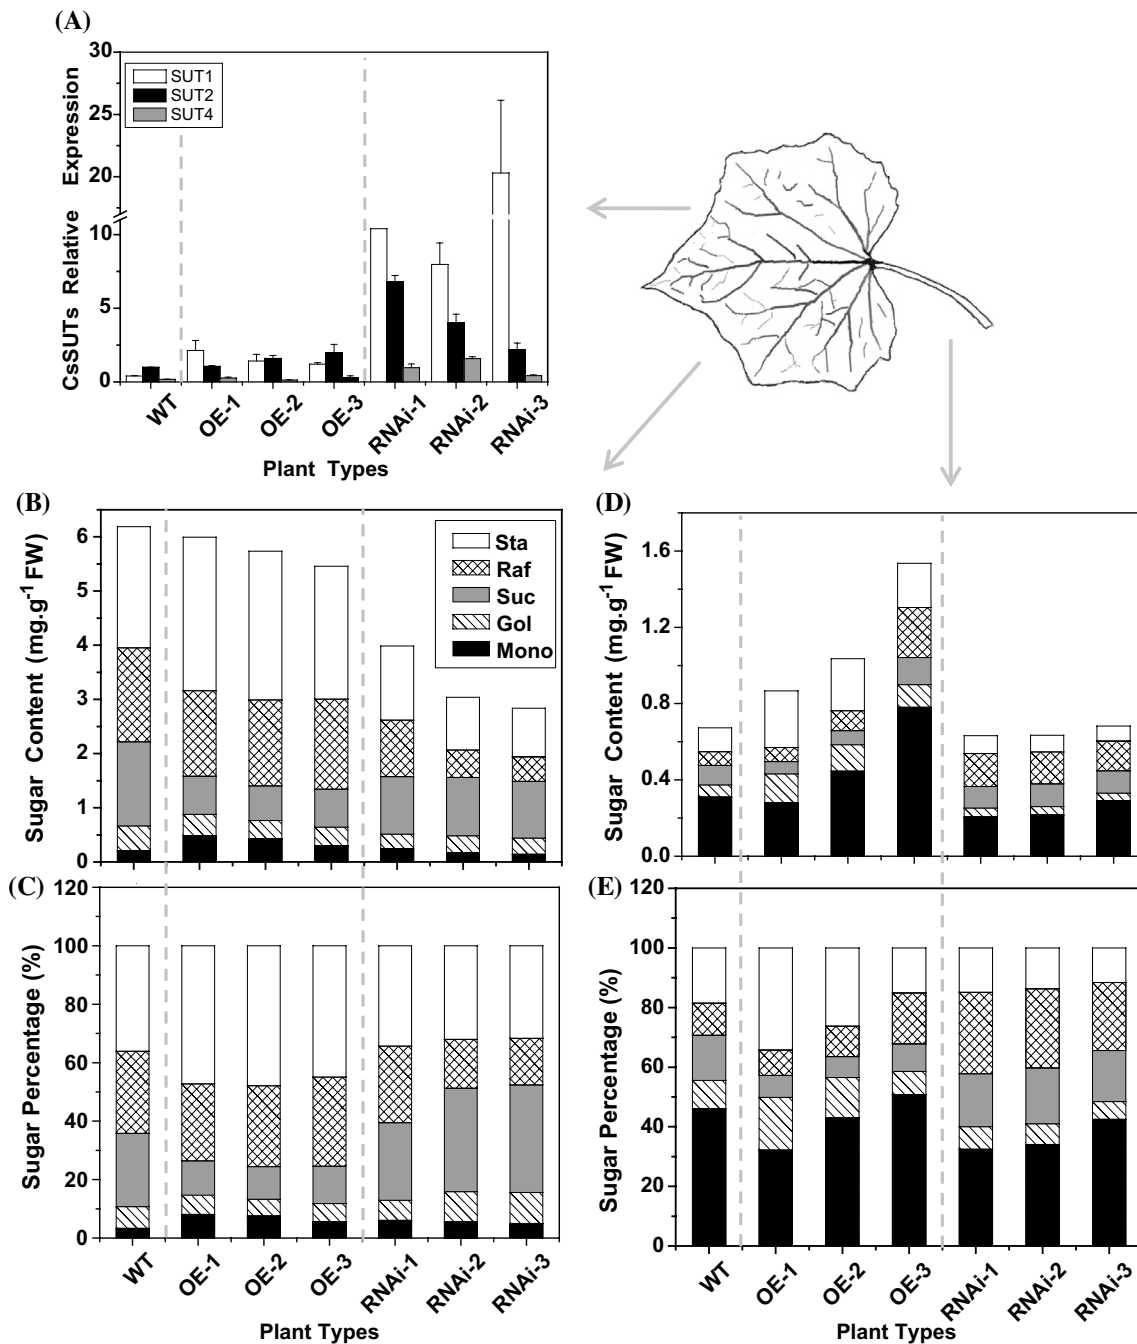 (A)
30
25
20
10
5
0
CsSUTs Relative Expression
SUT1
SUT2
SUT4
WT
OE-1
OE-2
OE-3
RNAi-1
RNAi-2
RNAi-3
Plant Types
(B)
6
5
4
3
2
1
0
Sugar Content (mg.g-1 FW)
Sta
Raf
Suc
Gol
Mono
(D)
1.6
1.2
0.8
0.4
0.0
Sugar Content (mg.g-1 FW)
(C)
120
100
80
60
40
20
0
Sugar Percentage (%)
WT
OE-1
OE-2
OE-3
RNAi-1
RNAi-2
RNAi-3
Plant Types
(E)
120
100
80
60
40
20
0
Sugar Percentage (%)
WT
OE-1
OE-2
OE-3
RNAi-1
RNAi-2
RNAi-3
Plant Types